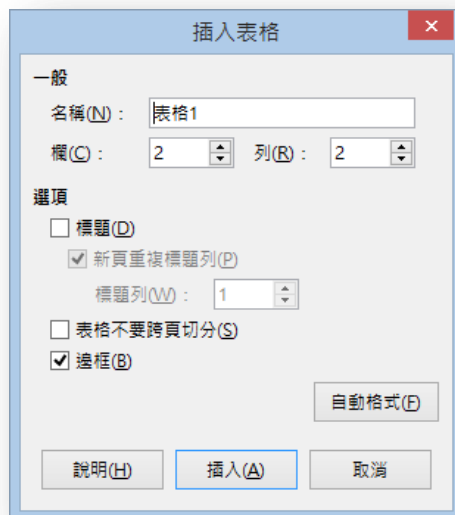 插入表格
一般
名稱(N)： 表格1
欄(C)： 2 列(R)： 2
選項
標題(D)
新頁重複標題列(P)
標題列(W)： 1
表格不要跨頁切分(S)
邊框(B)
自動格式(F)
說明(H) 插入(A) 取消